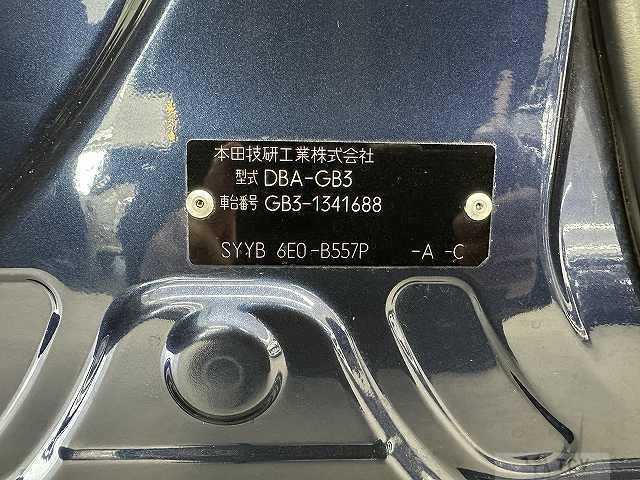 本田技研工業株式会社
型式 DBA-GB3
車台番号 GB3-1341688
SYYB 6E0-B557P -A -C